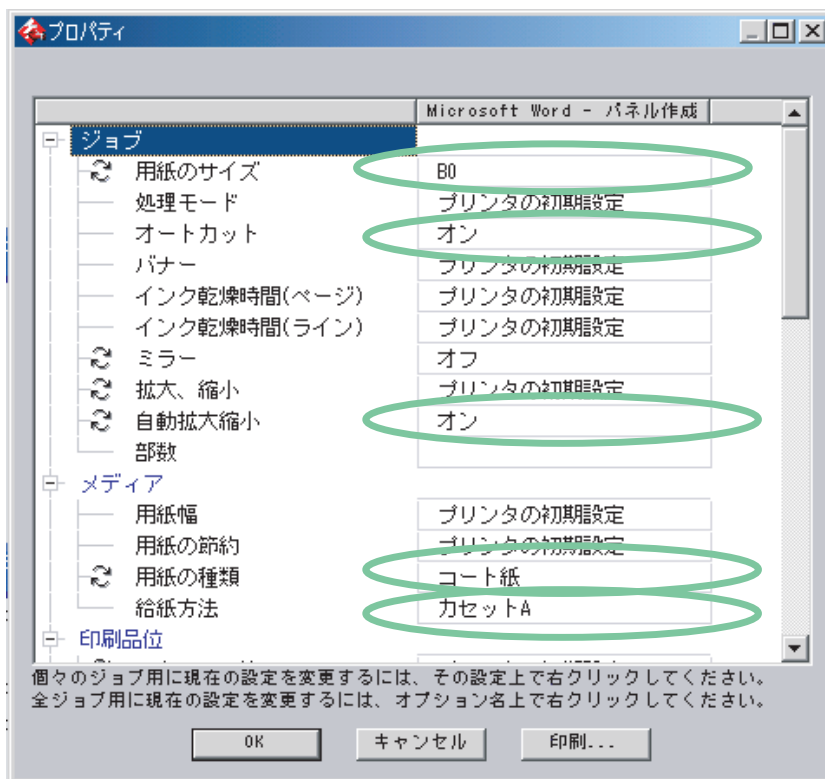 プロパティ
Microsoft Word - パネル作成
ジョブ
用紙のサイズ B0
処理モード プリンタの初期設定
オートカット オン
バナー プリンタの初期設定
インク乾燥時間(ページ) プリンタの初期設定
インク乾燥時間(ライン) プリンタの初期設定
ミラー オフ
拡大、縮小 プリンタの初期設定
自動拡大縮小 オン
部数
メディア
用紙幅 プリンタの初期設定
用紙の節約 プリンタの初期設定
用紙の種類 コート紙
給紙方法 カセットA
印刷品位
個々のジョブ用に現在の設定を変更するには、その設定上で右クリックしてください。
全ジョブ用に現在の設定を変更するには、オプション名上で右クリックしてください。
OK キャンセル 印刷...